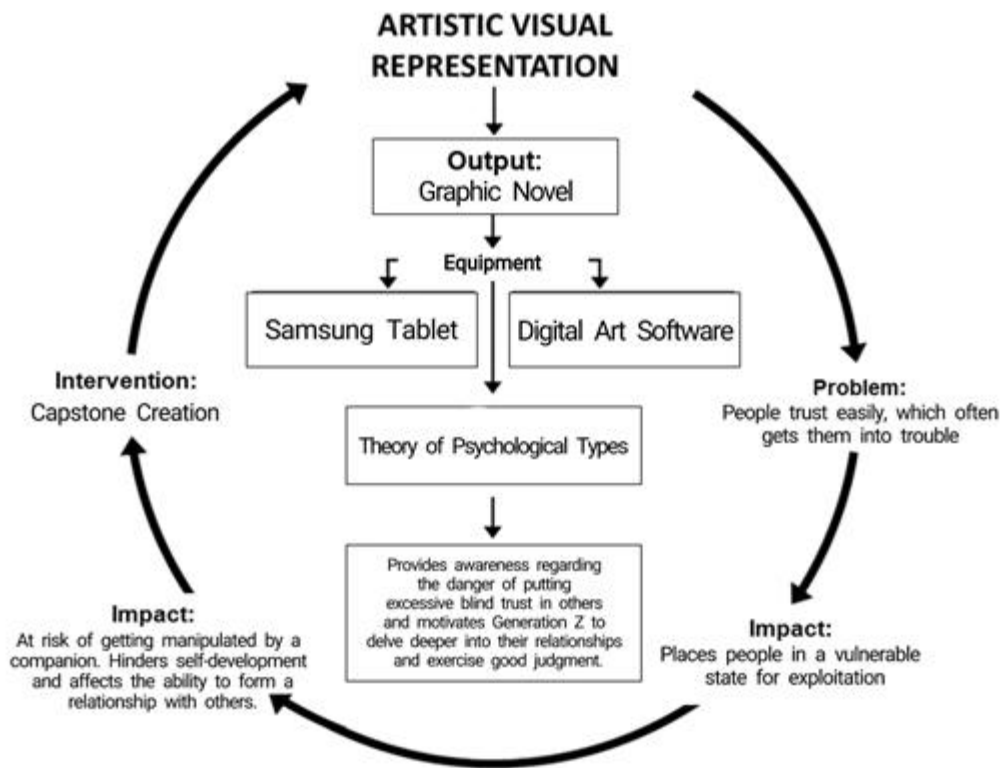 ARTISTIC VISUAL
REPRESENTATION
Output:
Graphic Novel
Equipment
Samsung Tablet
Digital Art Software
Intervention:
Capstone Creation
Problem:
People trust easily, which often
gets them into trouble
Theory of Psychological Types
Provides awareness regarding
the danger of putting
excessive blind trust in others
and motivates Generation Z to
delve deeper into their relationships
and exercise good judgment.
Impact:
At risk of getting manipulated by a
companion. Hinders self-development
and affects the ability to form a
relationship with others.
Impact:
Places people in a vulnerable
state for exploitation